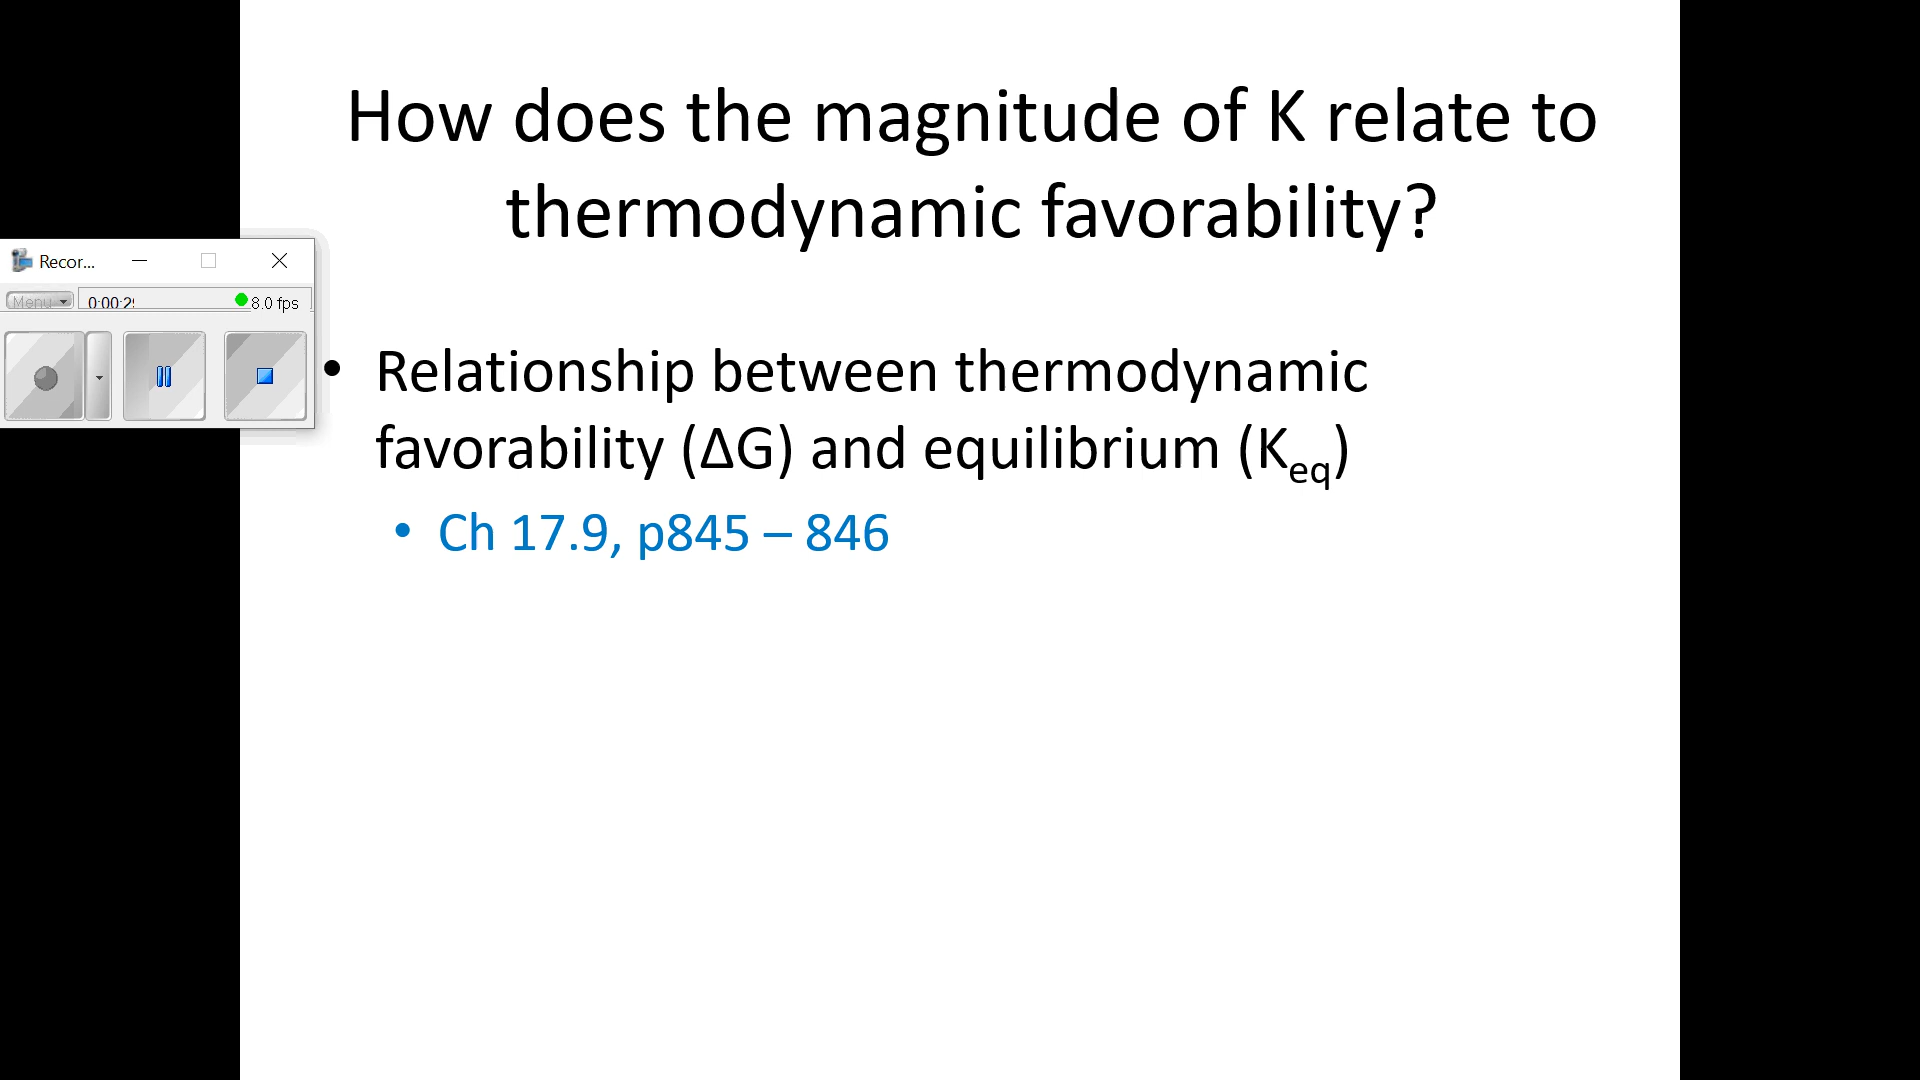 How does the magnitude of K relate to
thermodynamic favorability?
Recor...
Menu
8.0 fps
• Relationship between thermodynamic
favorability (ΔG) and equilibrium (Keq)
• Ch 17.9, p845 – 846